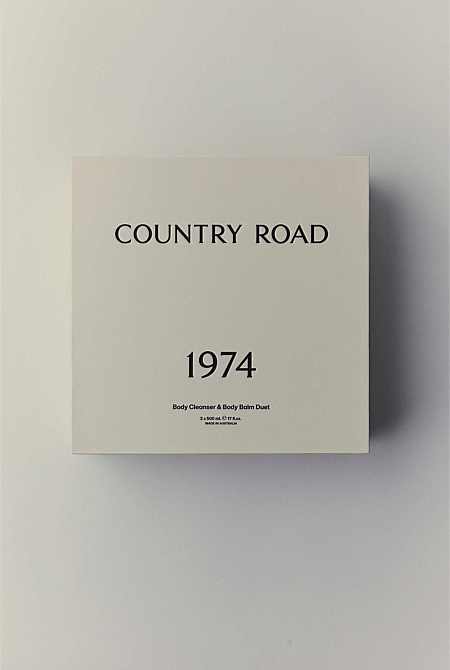 COUNTRY ROAD
1974
Body Cleanser & Body Balm Duet
2 x 500 mL ℮ 17 fl.oz.
MADE IN AUSTRALIA